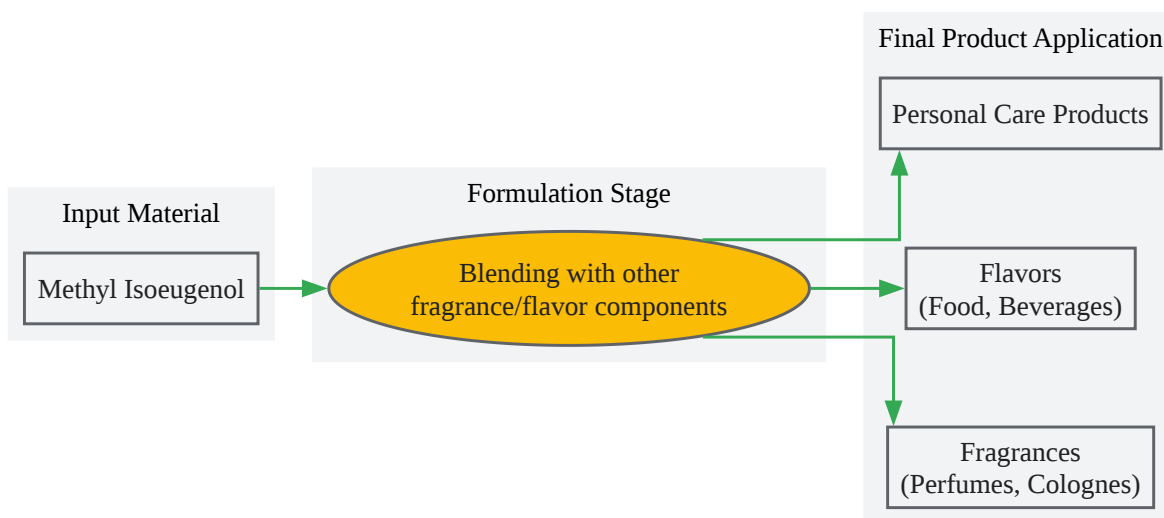 Input Material
Methyl Isoeugenol
Formulation Stage
Blending with other
fragrance/flavor components
Final Product Application
Personal Care Products
Flavors
(Food, Beverages)
Fragrances
(Perfumes, Colognes)